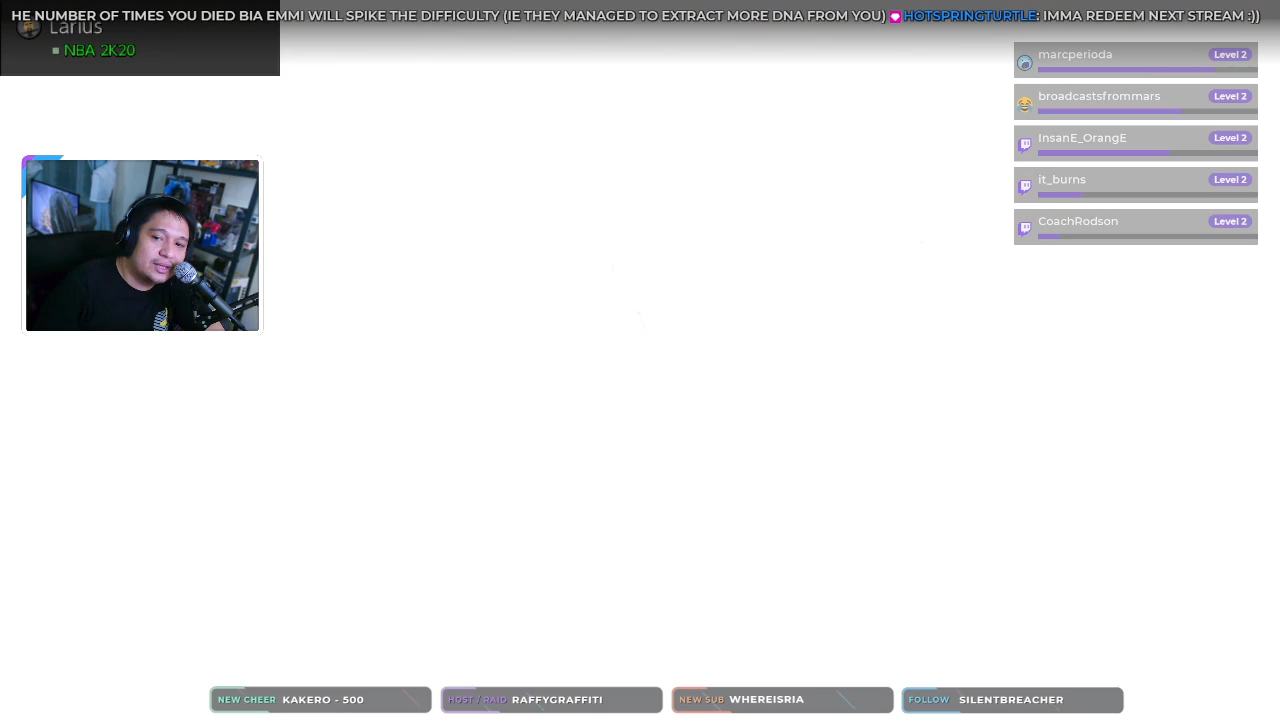 HE NUMBER OF TIMES YOU DIED BIA EMMI WILL SPIKE THE DIFFICULTY (IE THEY MANAGED TO EXTRACT MORE DNA FROM YOU) HOTSPRINGTURTLE: IMMA REDEEM NEXT STREAM :))
Larius
NBA 2K20
marcperioda Level 2
broadcastsfrommars Level 2
InsanE_OrangE Level 2
it_burns Level 2
CoachRodson Level 2
NEW CHEER KAKERO - 500 HOST / RAID RAFFYGRAFFITI NEW SUB WHEREISRIA FOLLOW SILENTBREACHER